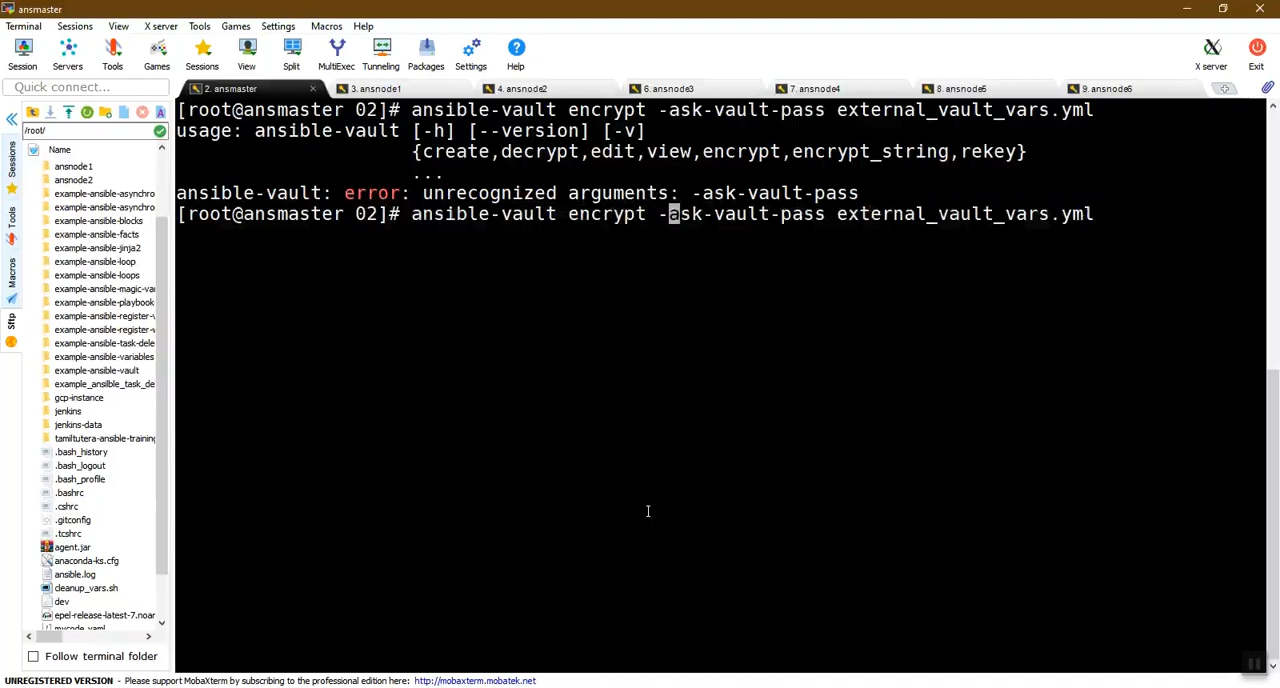 ansmaster
Terminal Sessions View X server Tools Games Settings Macros Help
Session Servers Tools Games Sessions View Split MultiExec Tunneling Packages Settings Help X server Exit
Quick connect...
2. ansmaster 3. ansnode1 4. ansnode2 6. ansnode3 7. ansnode4 8. ansnode5 9. ansnode6
/root/
Sessions
Tools
Macros
Sftp
Name
ansnode1
ansnode2
example-ansible-asynchro
example-ansible-asynchro
example-ansible-blocks
example-ansible-facts
example-ansible-jinja2
example-ansible-loop
example-ansible-loops
example-ansible-magic-va
example-ansible-playbook
example-ansible-register-v
example-ansible-register-v
example-ansible-task-dele
example-ansible-variables
example-ansible-vault
example_ansilble_task_de
gcp-instance
jenkins
jenkins-data
tamiltutera-ansible-training
.bash_history
.bash_logout
.bash_profile
.bashrc
.cshrc
.gitconfig
.tcshrc
agent.jar
anaconda-ks.cfg
ansible.log
cleanup_vars.sh
dev
epel-release-latest-7.noar
mycode.yaml
Follow terminal folder
[root@ansmaster 02]# ansible-vault encrypt -ask-vault-pass external_vault_vars.yml
usage: ansible-vault [-h] [--version] [-v]
{create,decrypt,edit,view,encrypt,encrypt_string,rekey}
...
ansible-vault: error: unrecognized arguments: -ask-vault-pass
[root@ansmaster 02]# ansible-vault encrypt -ask-vault-pass external_vault_vars.yml
UNREGISTERED VERSION - Please support MobaXterm by subscribing to the professional edition here: http://mobaxterm.mobatek.net